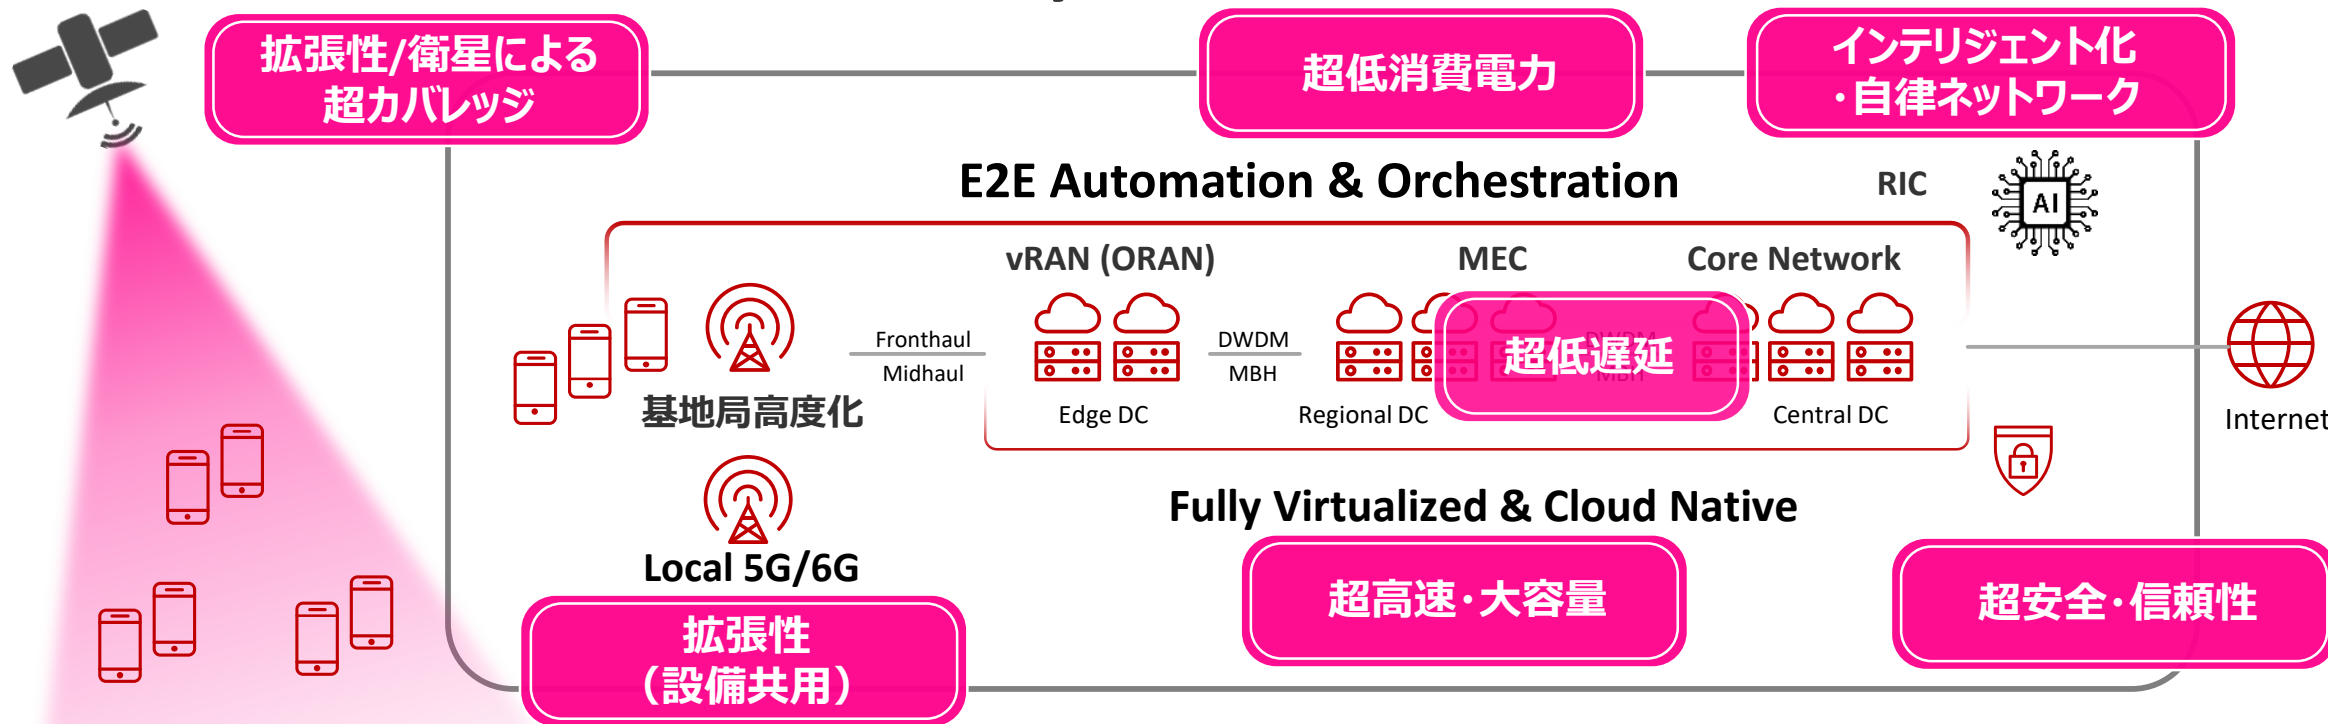 拡張性/衛星による
超カバレッジ
超低消費電力
インテリジェント化
・自律ネットワーク
E2E Automation & Orchestration
RIC
AI
vRAN (ORAN)
MEC
Core Network
Fronthaul
Midhaul
DWDM
MBH
超低遅延
DWDM
MBH
基地局高度化
Edge DC
Regional DC
Central DC
Internet
Fully Virtualized & Cloud Native
Local 5G/6G
超高速・大容量
超安全・信頼性
拡張性
（設備共用）